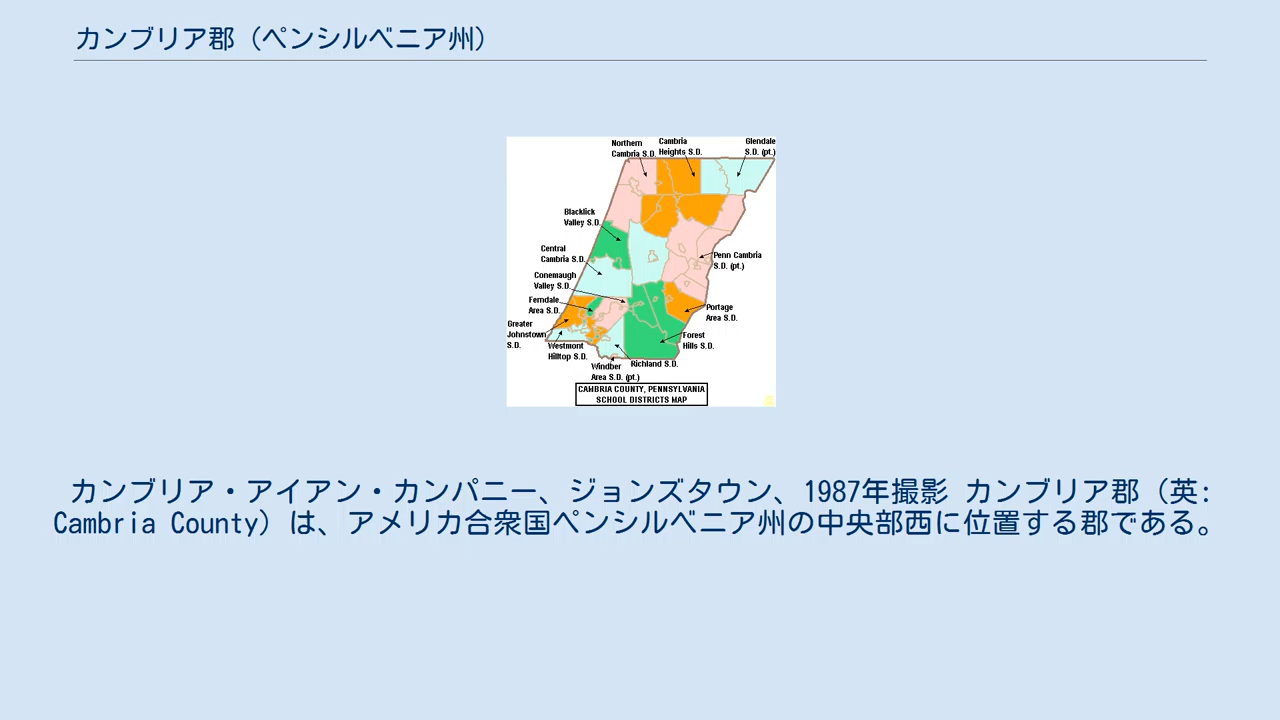 カンブリア郡（ペンシルベニア州）
Northern
Cambria S.D.
Cambria
Heights S.D.
Glendale
S.D. (pt.)
Blacklick
Valley S.D.
Central
Cambria S.D.
Penn Cambria
S.D. (pt.)
Conemaugh
Valley S.D.
Ferndale
Area S.D.
Portage
Area S.D.
Greater
Johnstown
S.D.
Forest
Hills S.D.
Westmont
Hilltop S.D.
Richland S.D.
Windber
Area S.D. (pt.)
CAMBRIA COUNTY, PENNSYLVANIA
SCHOOL DISTRICTS MAP
カンブリア・アイアン・カンパニー、ジョンズタウン、1987年撮影 カンブリア郡（英:
Cambria County）は、アメリカ合衆国ペンシルベニア州の中央部西に位置する郡である。